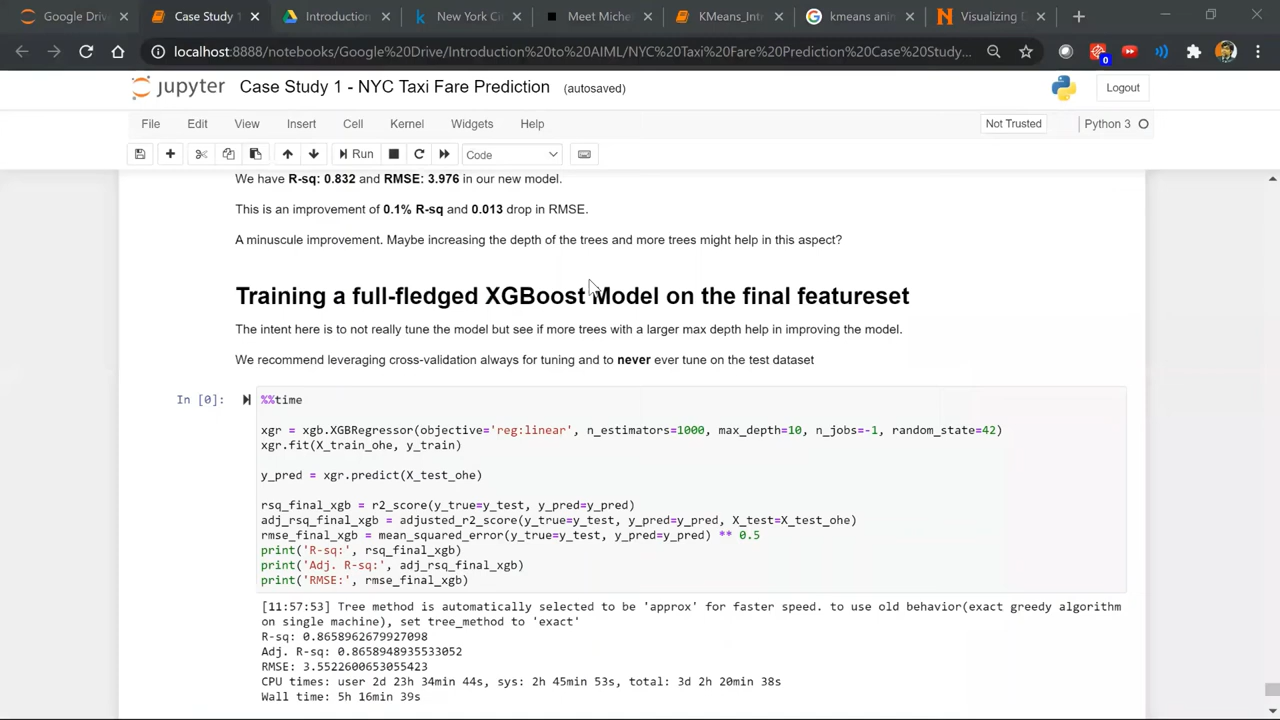 Google Driv
Case Study 1
Introduction
New York Cit
Meet Michel
KMeans_Intr
kmeans anin
Visualizing D
localhost:8888/notebooks/Google%20Drive/Introduction%20to%20AIML/NYC%20Taxi%20Fare%20Prediction%20Case%20Study...
0
jupyter Case Study 1 - NYC Taxi Fare Prediction (autosaved)
Logout
File Edit View Insert Cell Kernel Widgets Help
Not Trusted
Python 3
Run
Code
We have R-sq: 0.832 and RMSE: 3.976 in our new model.
This is an improvement of 0.1% R-sq and 0.013 drop in RMSE.
A minuscule improvement. Maybe increasing the depth of the trees and more trees might help in this aspect?
Training a full-fledged XGBoost Model on the final featureset
The intent here is to not really tune the model but see if more trees with a larger max depth help in improving the model.
We recommend leveraging cross-validation always for tuning and to never ever tune on the test dataset
In [0]:
%%time
xgr = xgb.XGBRegressor(objective='reg:linear', n_estimators=1000, max_depth=10, n_jobs=-1, random_state=42)
xgr.fit(X_train_ohe, y_train)
y_pred = xgr.predict(X_test_ohe)
rsq_final_xgb = r2_score(y_true=y_test, y_pred=y_pred)
adj_rsq_final_xgb = adjusted_r2_score(y_true=y_test, y_pred=y_pred, X_test=X_test_ohe)
rmse_final_xgb = mean_squared_error(y_true=y_test, y_pred=y_pred) ** 0.5
print('R-sq:', rsq_final_xgb)
print('Adj. R-sq:', adj_rsq_final_xgb)
print('RMSE:', rmse_final_xgb)
[11:57:53] Tree method is automatically selected to be 'approx' for faster speed. to use old behavior(exact greedy algorithm
on single machine), set tree_method to 'exact'
R-sq: 0.8658962679927098
Adj. R-sq: 0.8658948935533052
RMSE: 3.5522600653055423
CPU times: user 2d 23h 34min 44s, sys: 2h 45min 53s, total: 3d 2h 20min 38s
Wall time: 5h 16min 39s